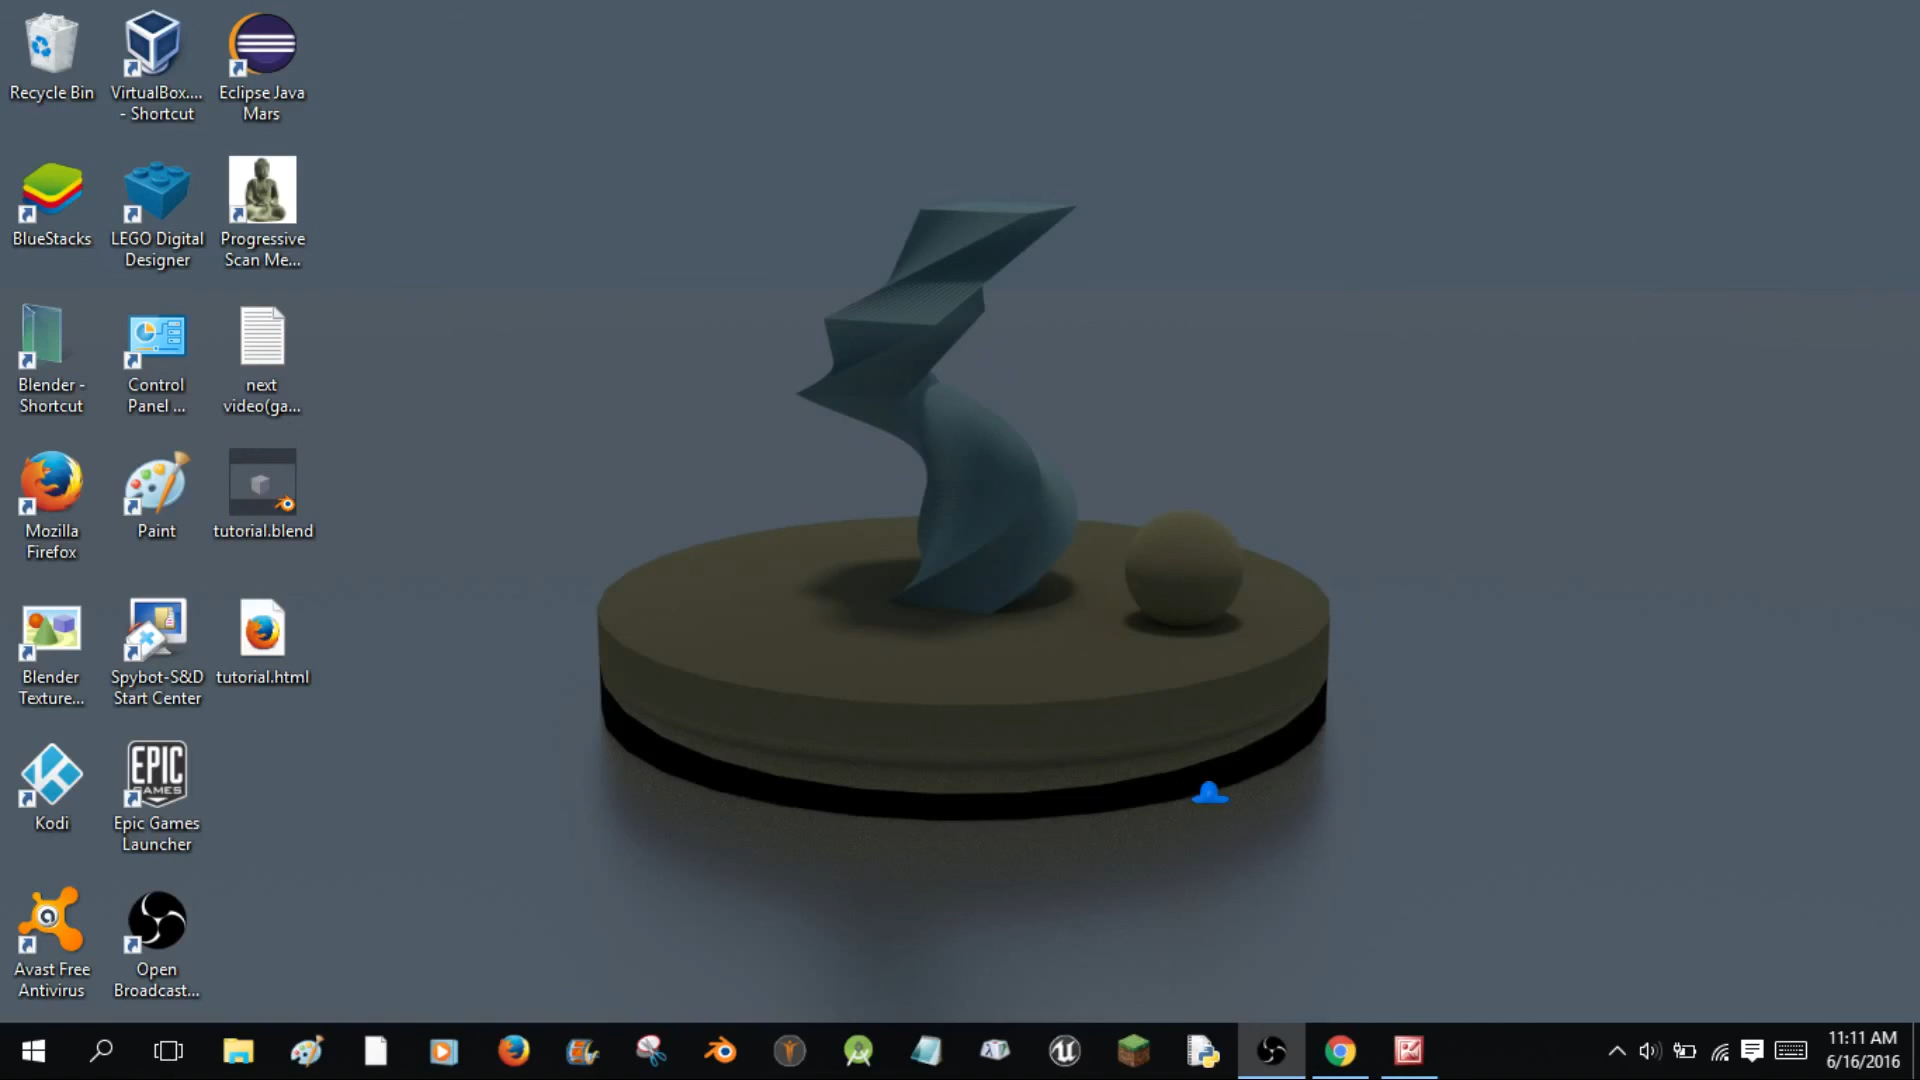 Recycle Bin
VirtualBox....
- Shortcut
Eclipse Java
Mars
BlueStacks
LEGO Digital
Designer
Progressive
Scan Me...
Blender -
Shortcut
Control
Panel ...
next
video(ga...
Mozilla
Firefox
Paint
tutorial.blend
Blender
Texture...
Spybot-S&D
Start Center
tutorial.html
Kodi
EPIC
GAMES
Epic Games
Launcher
Avast Free
Antivirus
Open
Broadcast...
11:11 AM
6/16/2016